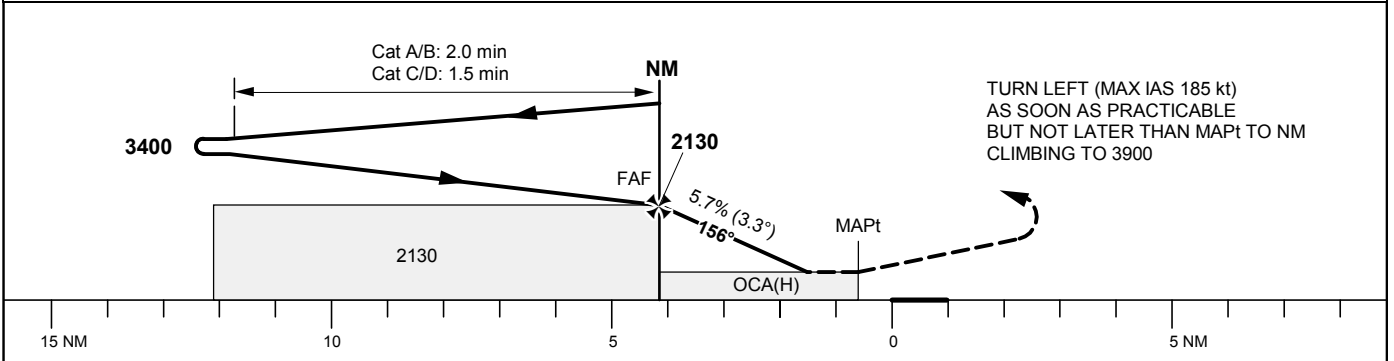 Cat A/B: 2.0 min
Cat C/D: 1.5 min
NM
TURN LEFT (MAX IAS 185 kt)
AS SOON AS PRACTICABLE
BUT NOT LATER THAN MAPt TO NM
CLIMBING TO 3900
3400
2130
FAF
5.7% (3.3°)
156°
MAPt
2130
OCA(H)
15 NM
10
5
0
5 NM